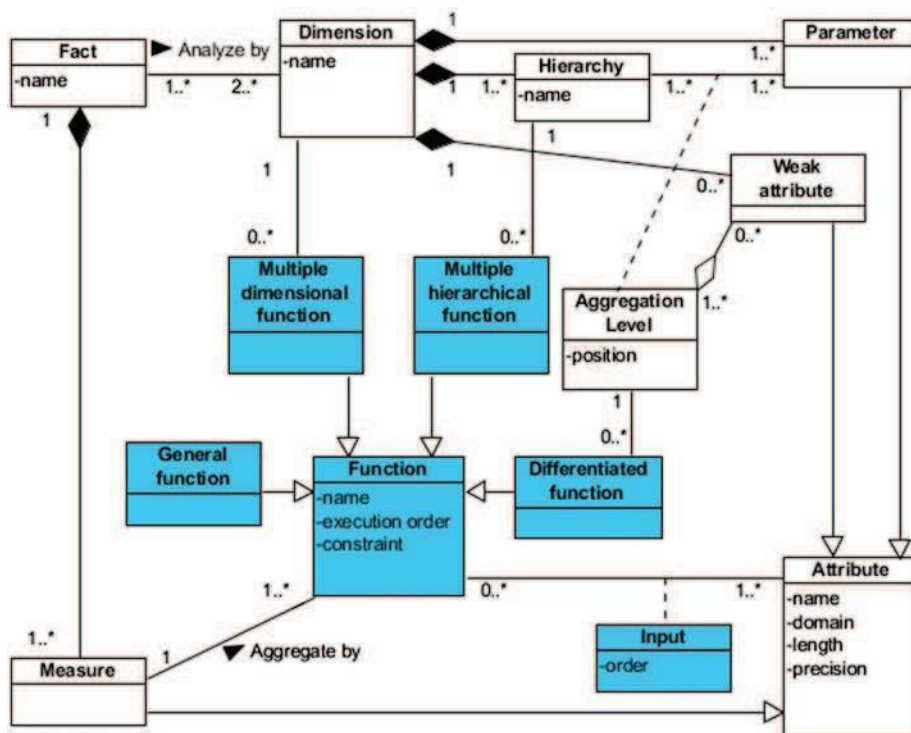 Fact
-name
Analyze by
1..*
2..*
Dimension
-name
1
1..*
Parameter
1
1..*
Hierarchy
-name
1..*
1..*
1
1
1
1
0..*
Weak
attribute
0..*
1..*
0..*
Multiple
dimensional
function
0..*
Multiple
hierarchical
function
Aggregation
Level
-position
1
0..*
General
function
Function
-name
-execution order
-constraint
Differentiated
function
1..*
0..*
1..*
Attribute
-name
-domain
-length
-precision
Input
-order
1..*
1
Aggregate by
Measure